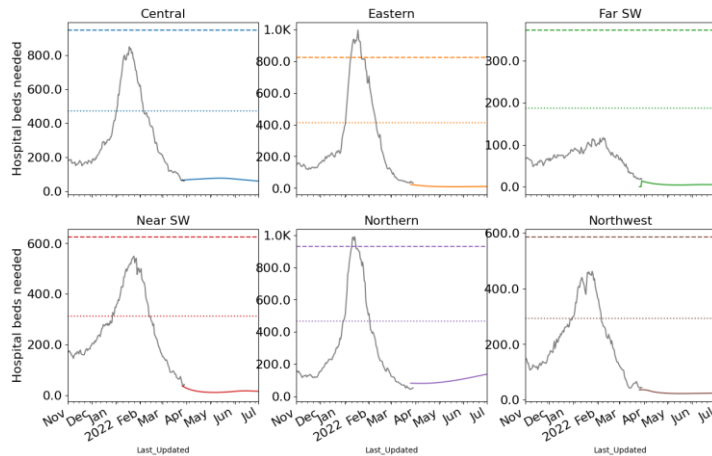 Central
Eastern
Far SW
Hospital beds needed
800.0
600.0
400.0
200.0
0.0
1.0K
800.0
600.0
400.0
200.0
0.0
300.0
200.0
100.0
0.0
Near SW
Northern
Northwest
Hospital beds needed
600.0
400.0
200.0
0.0
1.0K
800.0
600.0
400.0
200.0
0.0
600.0
400.0
200.0
0.0
Nov Dec Jan 2022 Feb Mar Apr May Jun Jul
Nov Dec Jan 2022 Feb Mar Apr May Jun Jul
Nov Dec Jan 2022 Feb Mar Apr May Jun Jul
Last_Updated
Last_Updated
Last_Updated